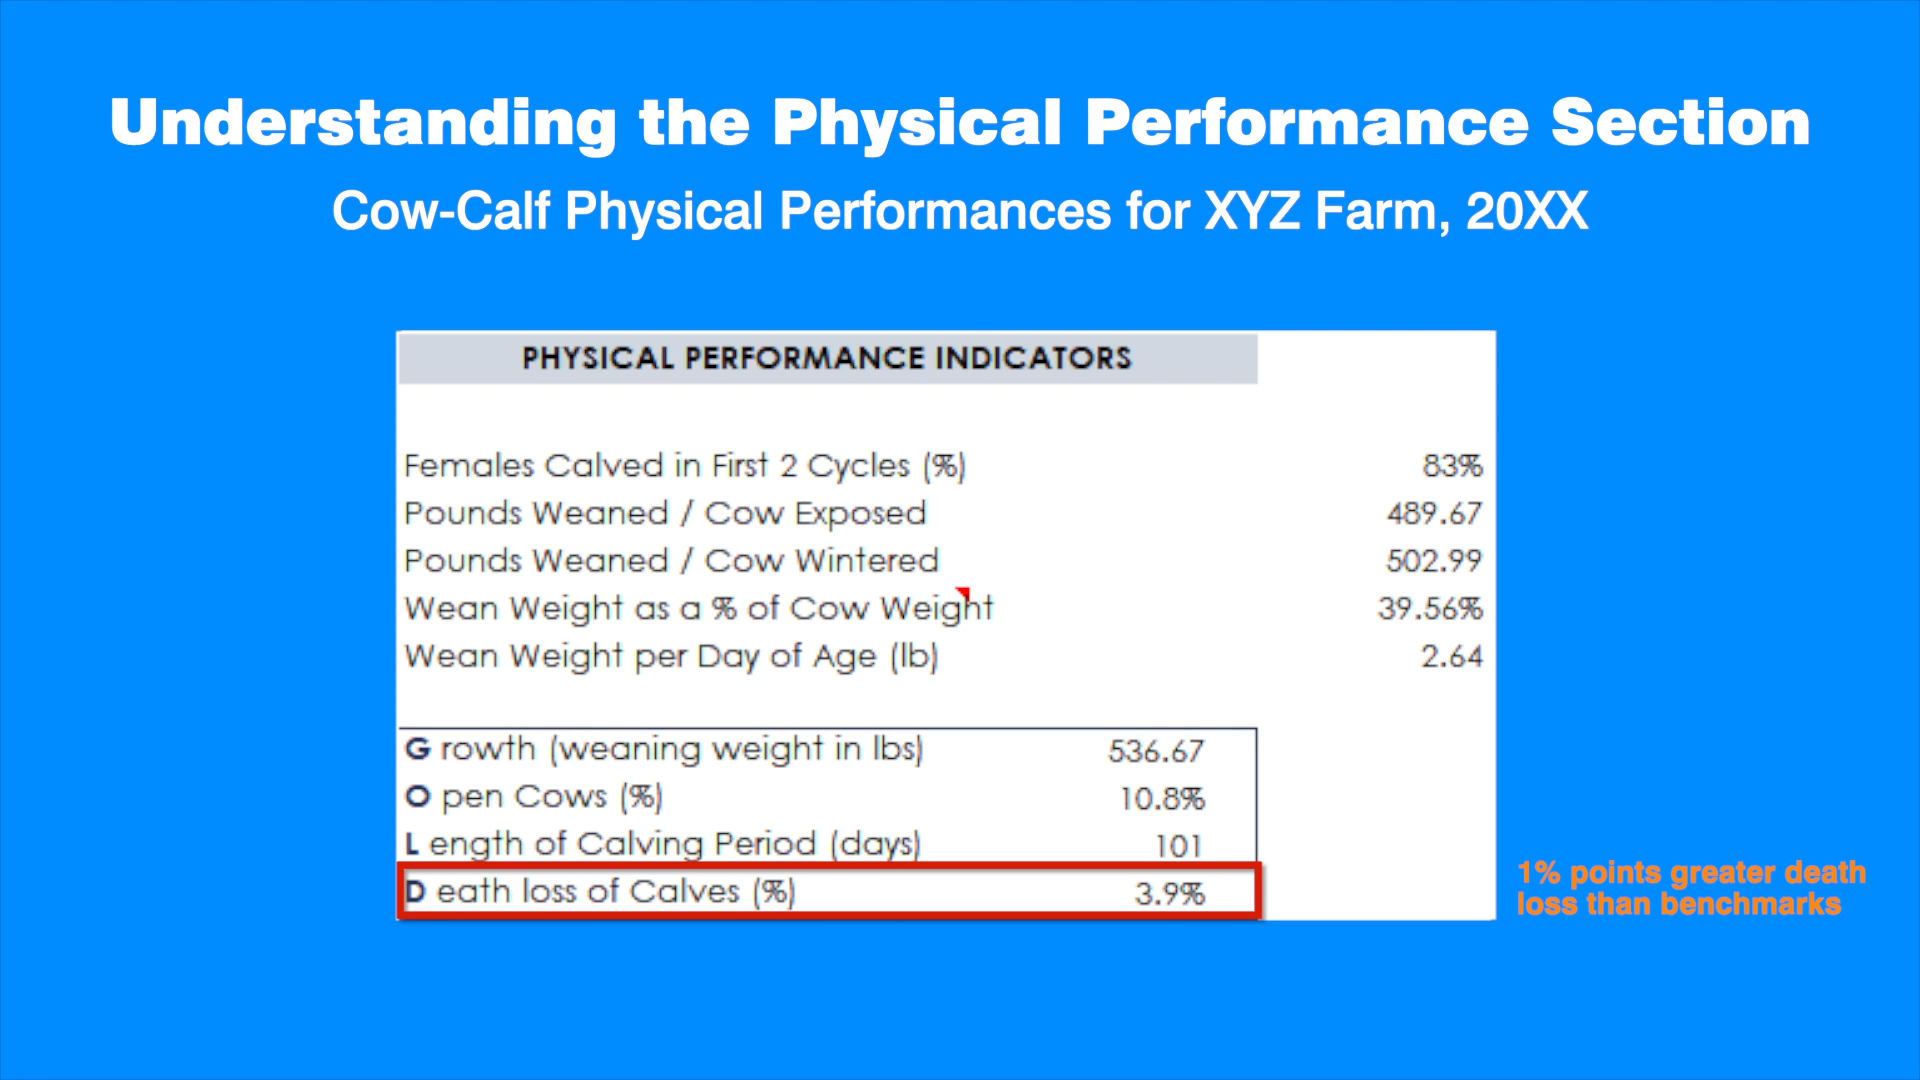 Understanding the Physical Performance Section
Cow-Calf Physical Performances for XYZ Farm, 20XX
PHYSICAL PERFORMANCE INDICATORS
Females Calved in First 2 Cycles (%) 83%
Pounds Weaned / Cow Exposed 489.67
Pounds Weaned / Cow Wintered 502.99
Wean Weight as a % of Cow Weight 39.56%
Wean Weight per Day of Age (lb) 2.64
G rowth (weaning weight in lbs) 536.67
O pen Cows (%) 10.8%
L ength of Calving Period (days) 101
D eath loss of Calves (%) 3.9%
1% points greater death
loss than benchmarks